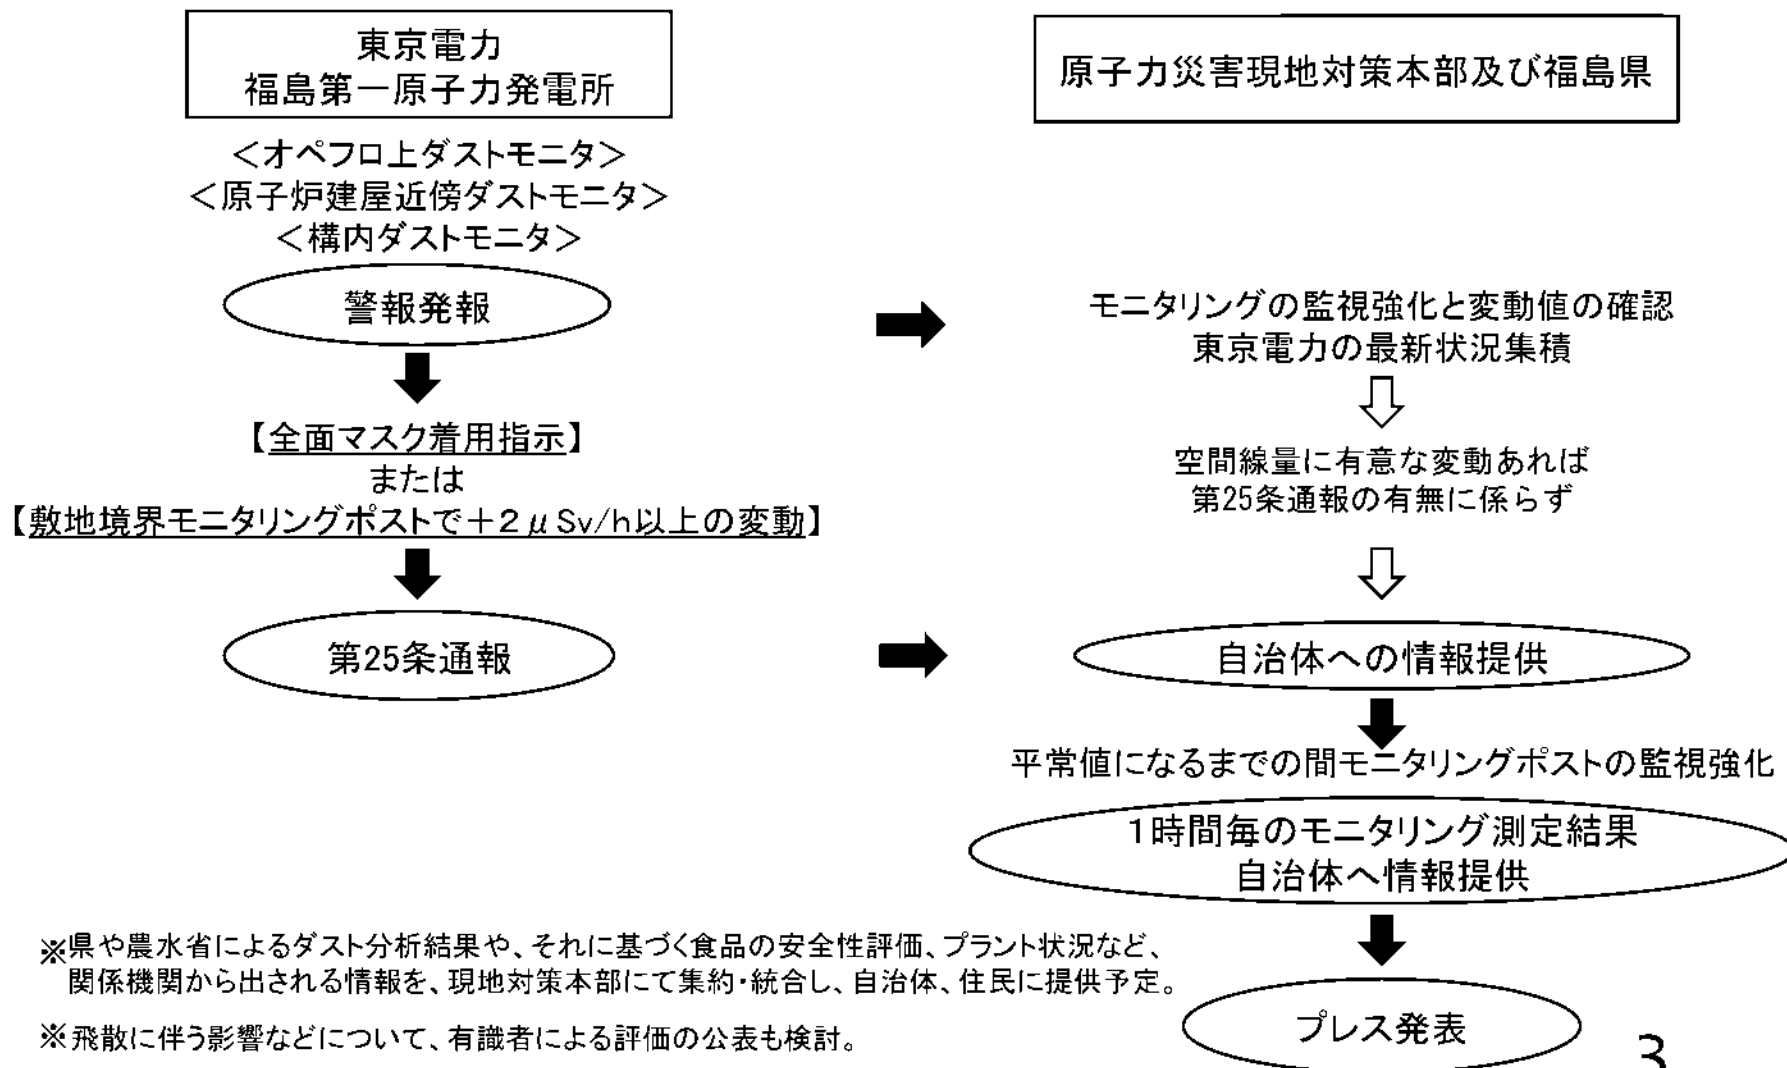 東京電力
福島第一原子力発電所
＜オペフロ上ダストモニタ＞
＜原子炉建屋近傍ダストモニタ＞
＜構内ダストモニタ＞
警報発報
【全面マスク着用指示】
または
【敷地境界モニタリングポストで＋2μSv/h以上の変動】
第25条通報
原子力災害現地対策本部及び福島県
モニタリングの監視強化と変動値の確認
東京電力の最新状況集積
空間線量に有意な変動あれば
第25条通報の有無に係らず
自治体への情報提供
平常値になるまでの間モニタリングポストの監視強化
1時間毎のモニタリング測定結果
自治体へ情報提供
プレス発表
※県や農水省によるダスト分析結果や、それに基づく食品の安全性評価、プラント状況など、
関係機関から出される情報を、現地対策本部にて集約・統合し、自治体、住民に提供予定。
※飛散に伴う影響などについて、有識者による評価の公表も検討。
3